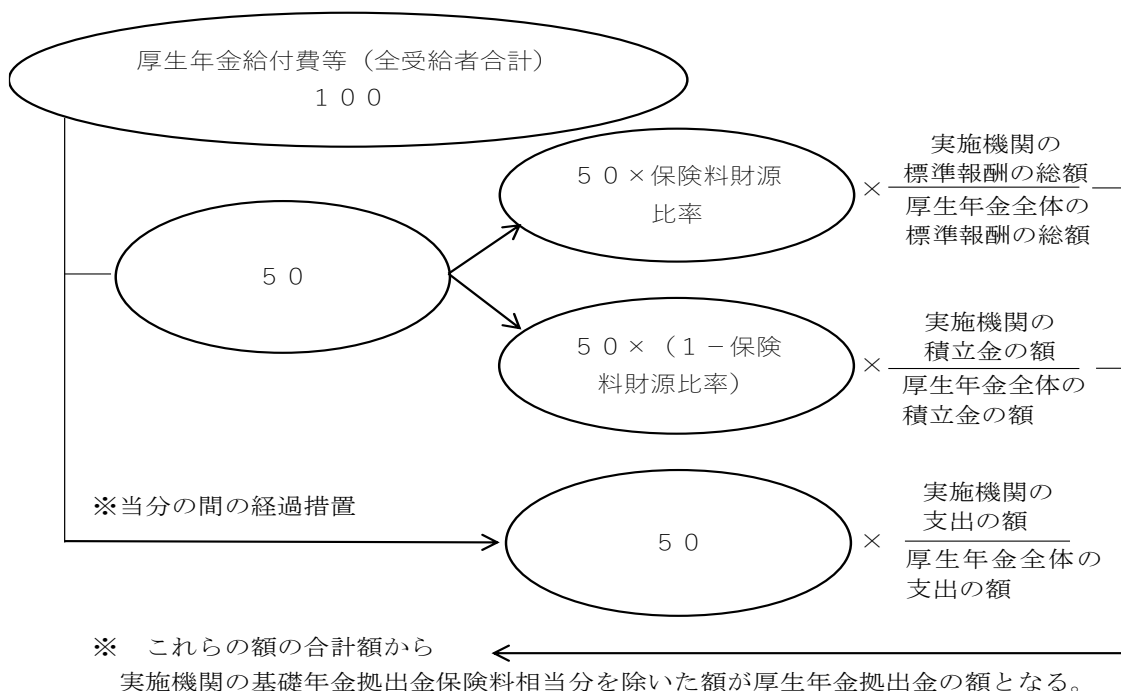 厚生年金給付費等（全受給者合計）
１００
５０×保険料財源
比率
×
実施機関の
標準報酬の総額
厚生年金全体の
標準報酬の総額
５０
５０×（１－保険
料財源比率）
×
実施機関の
積立金の額
厚生年金全体の
積立金の額
※当分の間の経過措置
５０
×
実施機関の
支出の額
厚生年金全体の
支出の額
※　これらの額の合計額から
実施機関の基礎年金拠出金保険料相当分を除いた額が厚生年金拠出金の額となる。